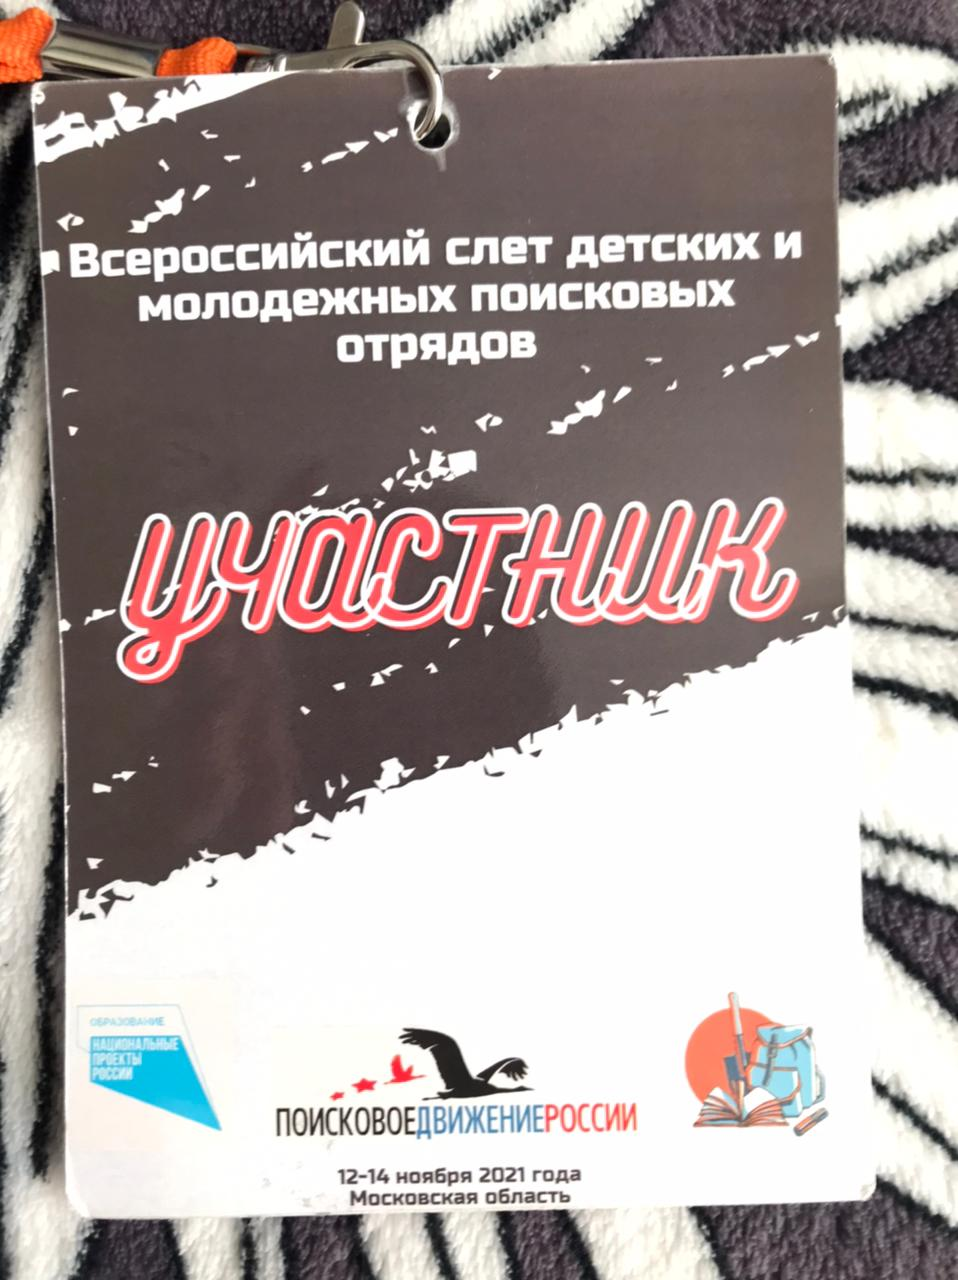 Всероссийский слет детских и
молодежных поисковых
отрядов
участник
ОБРАЗОВАНИЕ
НАЦИОНАЛЬНЫЕ
ПРОЕКТЫ
РОССИИ
ПОИСКОВОЕДВИЖЕНИЕРОССИИ
12-14 ноября 2021 года
Московская область